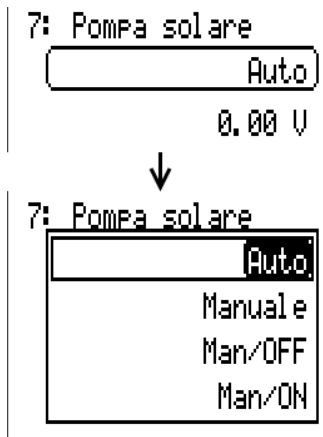 7: Pompa solare
Auto
0.00 V
7: Pompa solare
Auto
Manuale
Man/OFF
Man/ON